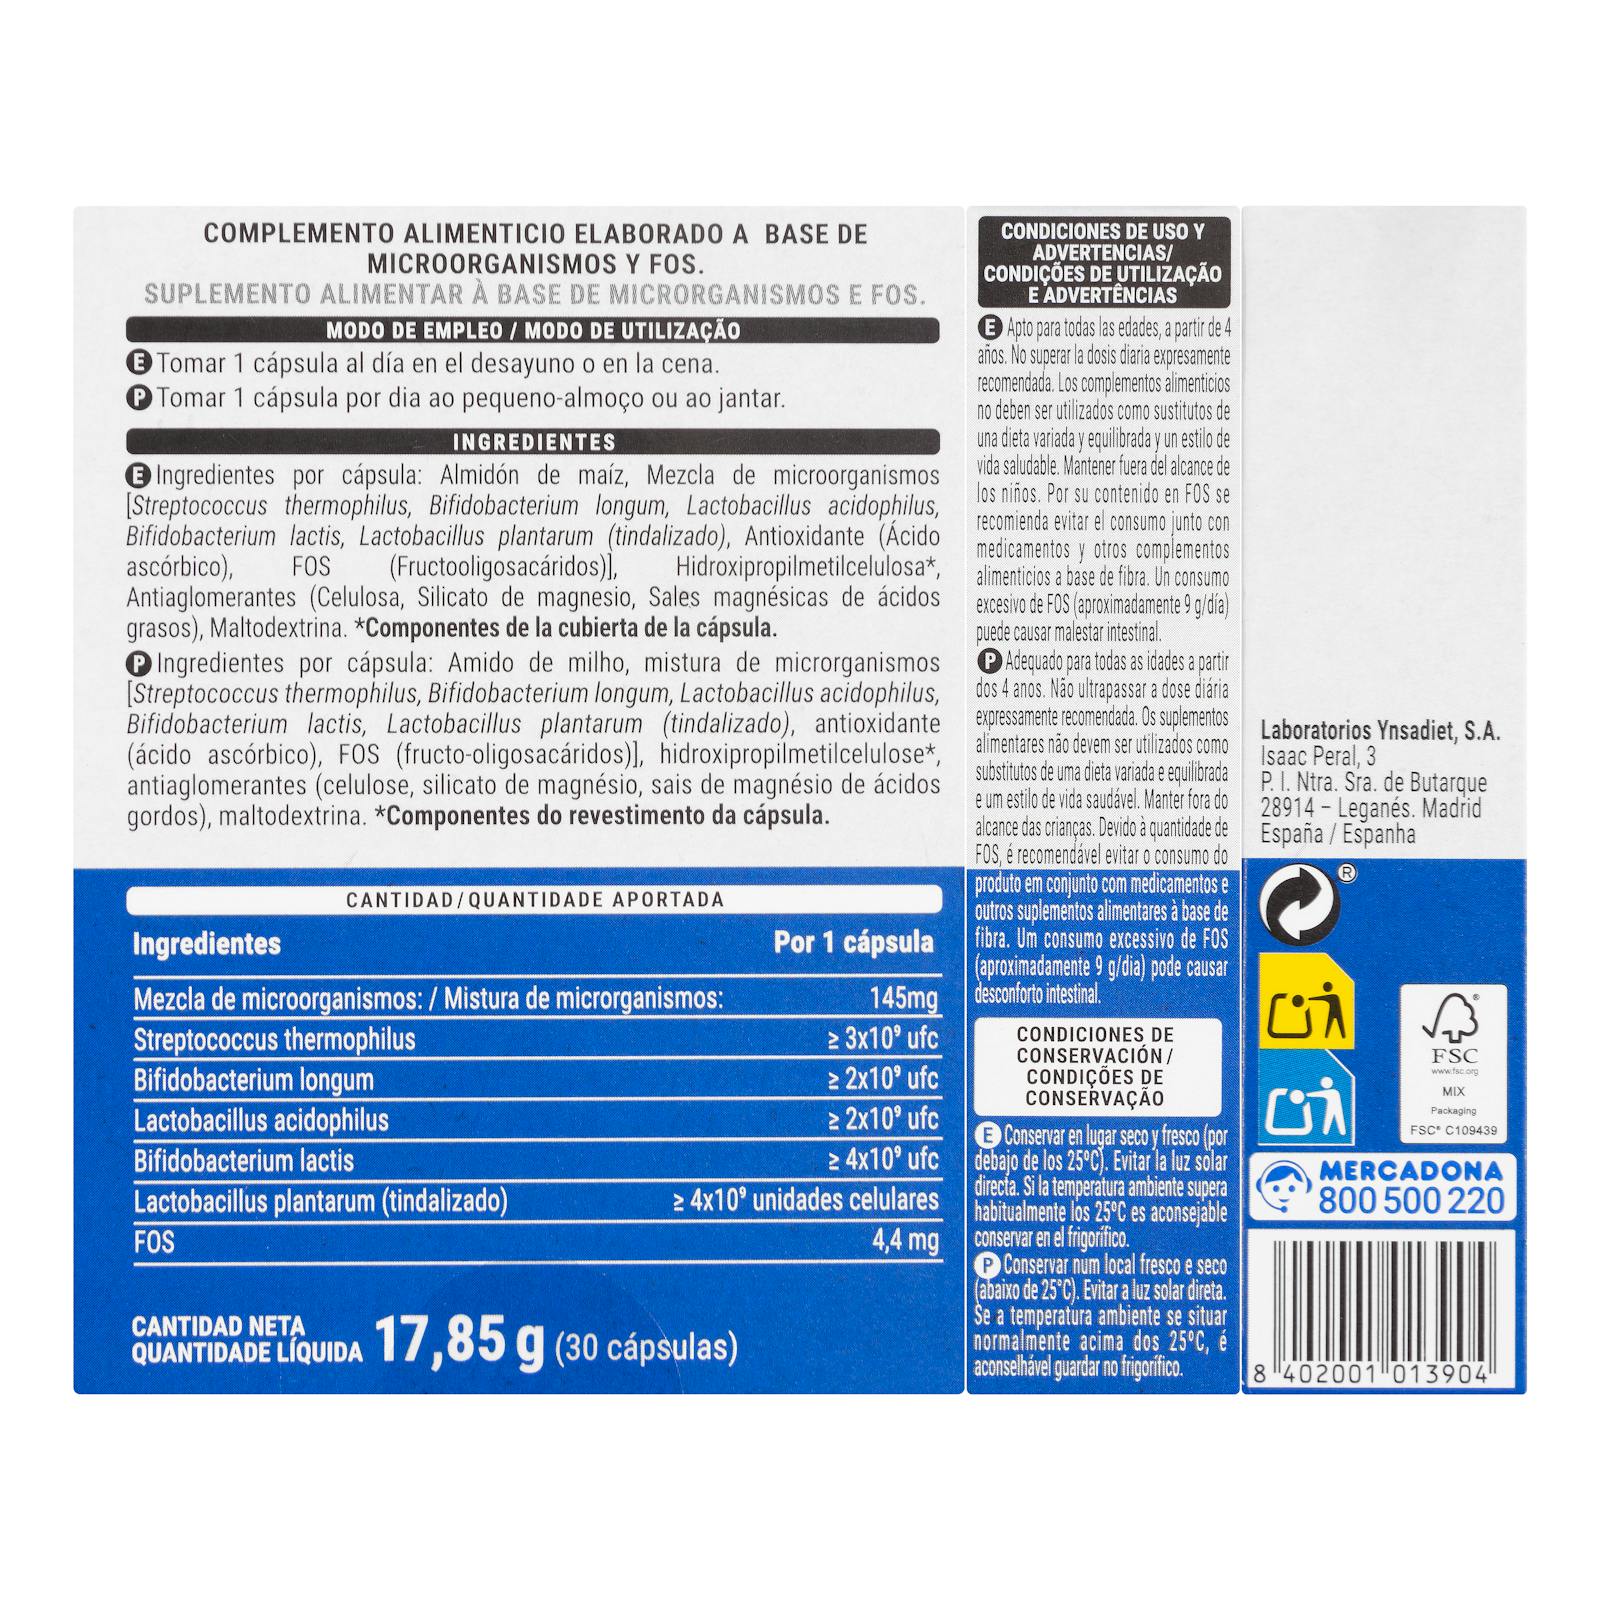 COMPLEMENTO ALIMENTICIO ELABORADO A BASE DE
MICROORGANISMOS Y FOS.
SUPLEMENTO ALIMENTAR À BASE DE MICRORGANISMOS E FOS.
MODO DE EMPLEO / MODO DE UTILIZAÇÃO
E Tomar 1 cápsula al día en el desayuno o en la cena.
P Tomar 1 cápsula por dia ao pequeno-almoço ou ao jantar.
INGREDIENTES
E Ingredientes por cápsula: Almidón de maíz, Mezcla de microorganismos
[Streptococcus thermophilus, Bifidobacterium longum, Lactobacillus acidophilus,
Bifidobacterium lactis, Lactobacillus plantarum (tindalizado), Antioxidante (Ácido
ascórbico), FOS (Fructooligosacáridos)], Hidroxipropilmetilcelulosa*,
Antiaglomerantes (Celulosa, Silicato de magnesio, Sales magnésicas de ácidos
grasos), Maltodextrina. *Componentes de la cubierta de la cápsula.
P Ingredientes por cápsula: Amido de milho, mistura de microrganismos
[Streptococcus thermophilus, Bifidobacterium longum, Lactobacillus acidophilus,
Bifidobacterium lactis, Lactobacillus plantarum (tindalizado), antioxidante
(ácido ascórbico), FOS (fructo-oligosacáridos)], hidroxipropilmetilcelulose*,
antiaglomerantes (celulose, silicato de magnésio, sais de magnésio de ácidos
gordos), maltodextrina. *Componentes do revestimento da cápsula.
CANTIDAD/QUANTIDADE APORTADA
Ingredientes Por 1 cápsula
Mezcla de microorganismos: / Mistura de microrganismos: 145mg
Streptococcus thermophilus ≥ 3x10⁹ ufc
Bifidobacterium longum ≥ 2x10⁹ ufc
Lactobacillus acidophilus ≥ 2x10⁹ ufc
Bifidobacterium lactis ≥ 4x10⁹ ufc
Lactobacillus plantarum (tindalizado) ≥ 4x10⁹ unidades celulares
FOS 4,4 mg
CANTIDAD NETA
QUANTIDADE LÍQUIDA 17,85 g (30 cápsulas)
CONDICIONES DE USO Y
ADVERTENCIAS/
CONDIÇÕES DE UTILIZAÇÃO
E ADVERTÊNCIAS
E Apto para todas las edades, a partir de 4
años. No superar la dosis diaria expresamente
recomendada. Los complementos alimenticios
no deben ser utilizados como sustitutos de
una dieta variada y equilibrada y un estilo de
vida saludable. Mantener fuera del alcance de
los niños. Por su contenido en FOS se
recomienda evitar el consumo junto con
medicamentos y otros complementos
alimenticios a base de fibra. Un consumo
excesivo de FOS (aproximadamente 9 g/día)
puede causar malestar intestinal.
P Adequado para todas as idades a partir
dos 4 anos. Não ultrapassar a dose diária
expressamente recomendada. Os suplementos
alimentares não devem ser utilizados como
substitutos de uma dieta variada e equilibrada
e um estilo de vida saudável. Manter fora do
alcance das crianças. Devido à quantidade de
FOS, é recomendável evitar o consumo do
produto em conjunto com medicamentos e
outros suplementos alimentares à base de
fibra. Um consumo excessivo de FOS
(aproximadamente 9 g/dia) pode causar
desconforto intestinal.
CONDICIONES DE
CONSERVACIÓN/
CONDIÇÕES DE
CONSERVAÇÃO
E Conservar en lugar seco y fresco (por
debajo de los 25ºC). Evitar la luz solar
directa. Si la temperatura ambiente supera
habitualmente los 25ºC es aconsejable
conservar en el frigorífico.
P Conservar num local fresco e seco
(abaixo de 25ºC). Evitar a luz solar direta.
Se a temperatura ambiente se situar
normalmente acima dos 25ºC, é
aconselhável guardar no frigorífico.
Laboratorios Ynsadiet, S.A.
Isaac Peral, 3
P. I. Ntra. Sra. de Butarque
28914 – Leganés. Madrid
España / Espanha
®
FSC
www.fsc.org
MIX
Packaging
FSC® C109439
MERCADONA
800 500 220
8 402001 013904